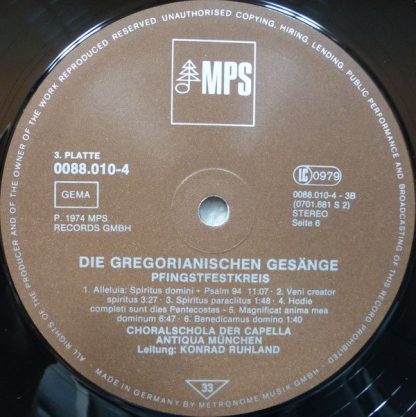 ALL RIGHTS OF THE PRODUCER AND OF THE OWNER OF THE WORK REPRODUCED RESERVED UNAUTHORISED COPYING, HIRING, LENDING, PUBLIC PERFORMANCE AND BROADCASTING OF THIS RECORD PROHIBITED
MPS
3. PLATTE
0088.010-4
GEMA
P. 1974 MPS
RECORDS GMBH
LC 0979
0088.010-4 - 3B
(0701.881 S 2)
STEREO
Seite 6
DIE GREGORIANISCHEN GESÄNGE
PFINGSTFESTKREIS
1. Alleluia: Spiritus domini + Psalm 94 11:07 - 2. Veni creator
spiritus 3:27 - 3. Spiritus paraclitus 1:48 - 4. Hodie
completi sunt dies Pentecostes - 5. Magnificat anima mea
dominum 6:47 - 6. Benedicamus domino 1:40
CHORALSCHOLA DER CAPELLA
ANTIQUA MÜNCHEN
Leitung: KONRAD RUHLAND
33
- MADE IN GERMANY BY METRONOME MUSIK GMBH -